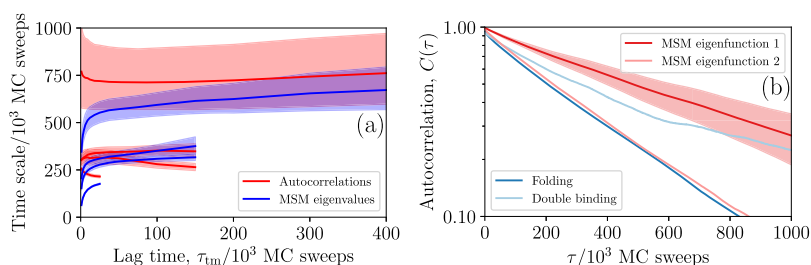 Time scale/10³ MC sweeps
1000
750
500
250
0
0
100
200
300
400
Lag time, τtm/10³ MC sweeps
(a)
Autocorrelations
MSM eigenvalues
Autocorrelation, C(τ)
1.00
0.10
0
200
400
600
800
1000
τ/10³ MC sweeps
MSM eigenfunction 1
MSM eigenfunction 2
(b)
Folding
Double binding